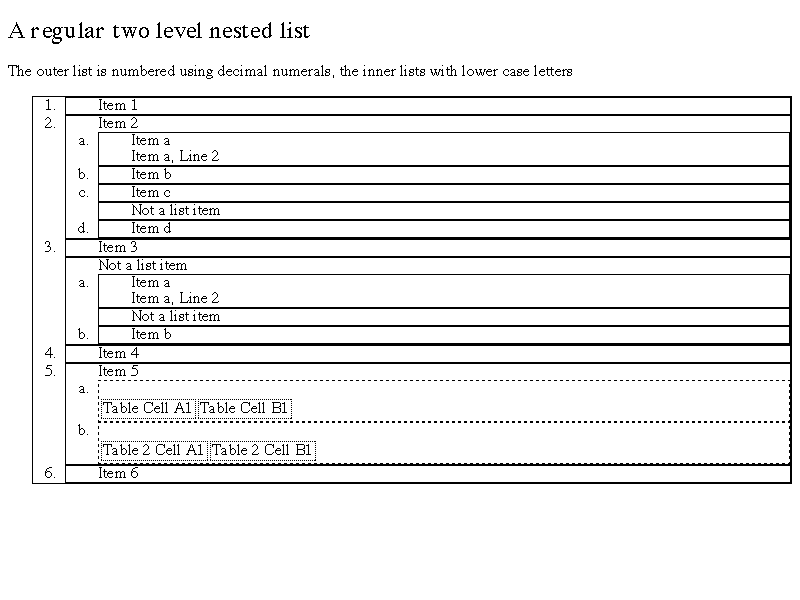 A regular two level nested list
The outer list is numbered using decimal numerals, the inner lists with lower case letters
1. Item 1
2. Item 2
a. Item a
Item a, Line 2
b. Item b
c. Item c
Not a list item
d. Item d
3. Item 3
Not a list item
a. Item a
Item a, Line 2
Not a list item
b. Item b
4. Item 4
5. Item 5
a.
Table Cell A1 Table Cell B1
b.
Table 2 Cell A1 Table 2 Cell B1
6. Item 6